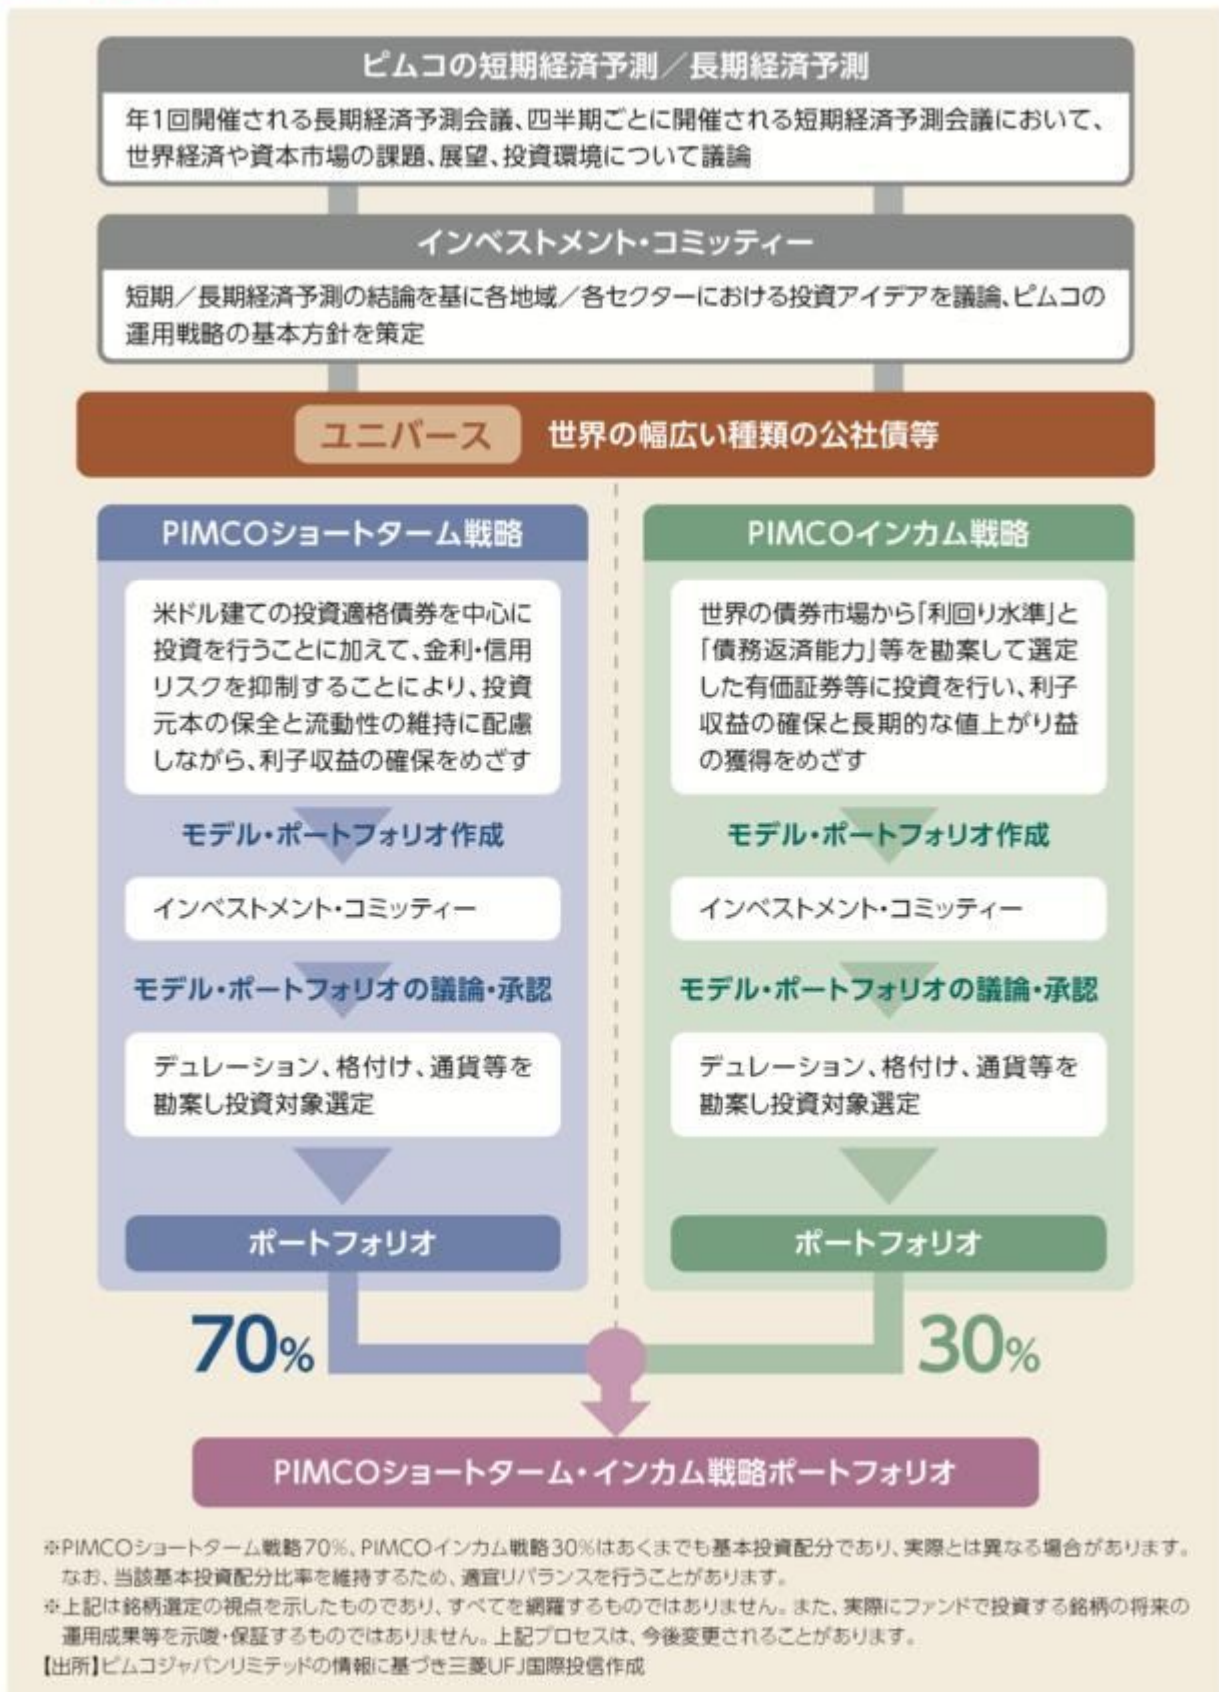 ピムコの短期経済予測／長期経済予測
年1回開催される長期経済予測会議、四半期ごとに開催される短期経済予測会議において、
世界経済や資本市場の課題、展望、投資環境について議論
インベストメント・コミッティー
短期／長期経済予測の結論を基に各地域／各セクターにおける投資アイデアを議論、ピムコの
運用戦略の基本方針を策定
ユニバース 世界の幅広い種類の公社債等
PIMCOショートターム戦略
米ドル建ての投資適格債券を中心に
投資を行うことに加えて、金利・信用
リスクを抑制することにより、投資
元本の保全と流動性の維持に配慮
しながら、利子収益の確保をめざす
モデル・ポートフォリオ作成
インベストメント・コミッティー
モデル・ポートフォリオの議論・承認
デュレーション、格付け、通貨等を
勘案し投資対象選定
ポートフォリオ
70%
PIMCOインカム戦略
世界の債券市場から「利回り水準」と
「債務返済能力」等を勘案して選定
した有価証券等に投資を行い、利子
収益の確保と長期的な値上がり益
の獲得をめざす
モデル・ポートフォリオ作成
インベストメント・コミッティー
モデル・ポートフォリオの議論・承認
デュレーション、格付け、通貨等を
勘案し投資対象選定
ポートフォリオ
30%
PIMCOショートターム・インカム戦略ポートフォリオ
※PIMCOショートターム戦略70%、PIMCOインカム戦略30%はあくまでも基本投資配分であり、実際とは異なる場合があります。
なお、当該基本投資配分比率を維持するため、適宜リバランスを行うことがあります。
※上記は銘柄選定の視点を示したものであり、すべてを網羅するものではありません。また、実際にファンドで投資する銘柄の将来の
運用成果等を示唆・保証するものではありません。上記プロセスは、今後変更されることがあります。
【出所】ピムコジャパンリミテッドの情報に基づき三菱UFJ国際投信作成